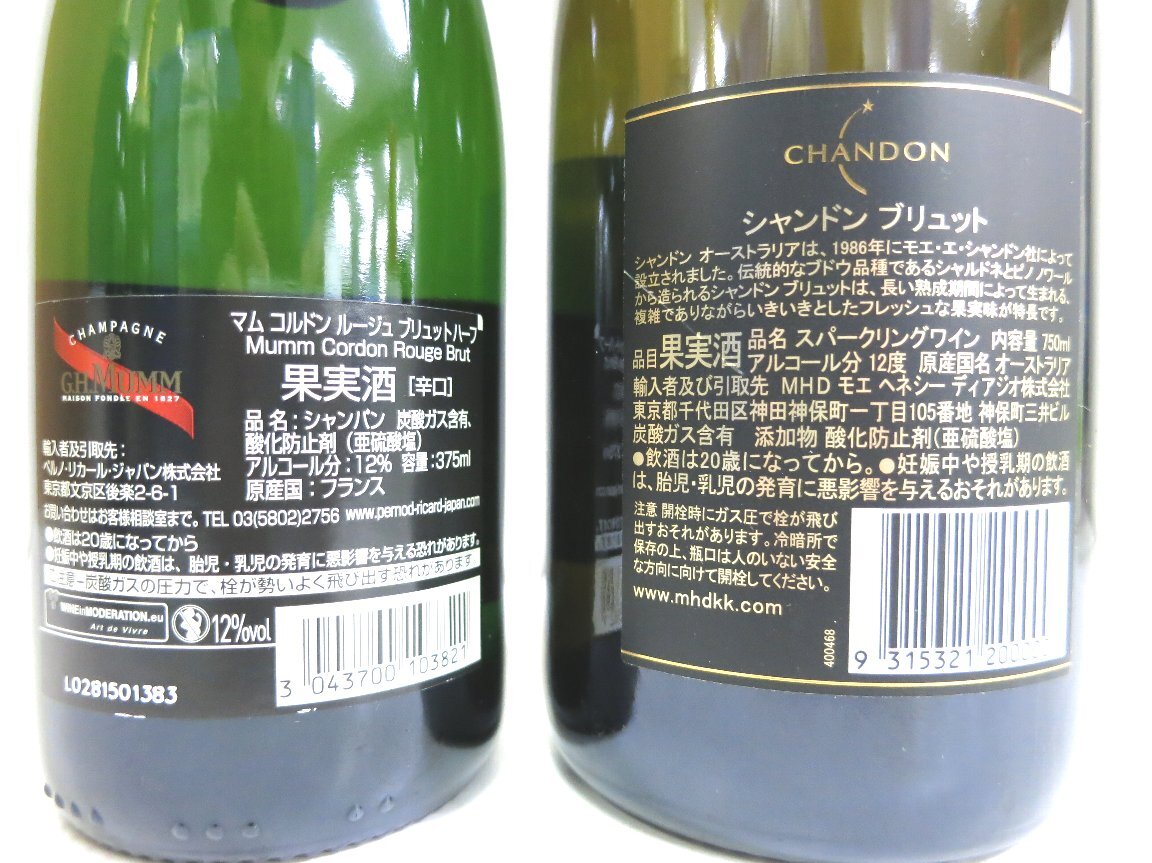 CHAMPAGNE
G.H.MUMM
MAISON FONDÉE EN 1827
マム コルドン ルージュ ブリュットハーフ
Mumm Cordon Rouge Brut
果実酒 [辛口]
品 名:シャンパン 炭酸ガス含有、
酸化防止剤(亜硫酸塩)
アルコール分:12% 容量:375ml
原産国:フランス
輸入者及び引取先:
ペルノ・リカール・ジャパン株式会社
東京都文京区後楽2-6-1
お問い合わせはお客様相談室まで。TEL 03(5802)2756 www.pernod-ricard-japan.com
●飲酒は20歳になってから
●妊娠中や授乳期の飲酒は、胎児・乳児の発育に悪影響を与える恐れがあります。
炭酸ガスの圧力で、栓が勢いよく飛び出す恐れがあります
WINEinMODERATION.eu
Art de Vivre
12%vol
3 043700 103821
L0281501383
CHANDON
シャンドン ブリュット
シャンドン オーストラリアは、1986年にモエ・エ・シャンドン社によって
設立されました。伝統的なブドウ品種であるシャルドネとピノノワール
から造られるシャンドン ブリュットは、長い熟成期間によって生まれる、
複雑でありながらいきいきとしたフレッシュな果実味が特長です。
品目 果実酒 品名 スパークリングワイン 内容量 750ml
アルコール分 12度 原産国名 オーストラリア
輸入者及び引取先 MHD モエ ヘネシー ディアジオ株式会社
東京都千代田区神田神保町一丁目105番地 神保町三井ビル
炭酸ガス含有 添加物 酸化防止剤(亜硫酸塩)
●飲酒は20歳になってから。●妊娠中や授乳期の飲酒
は、胎児・乳児の発育に悪影響を与えるおそれがあります。
注意 開栓時にガス圧で栓が飛び
出すおそれがあります。冷暗所で
保存の上、瓶口は人のいない安全
な方向に向けて開栓してください。
www.mhdkk.com
400468
9 315321